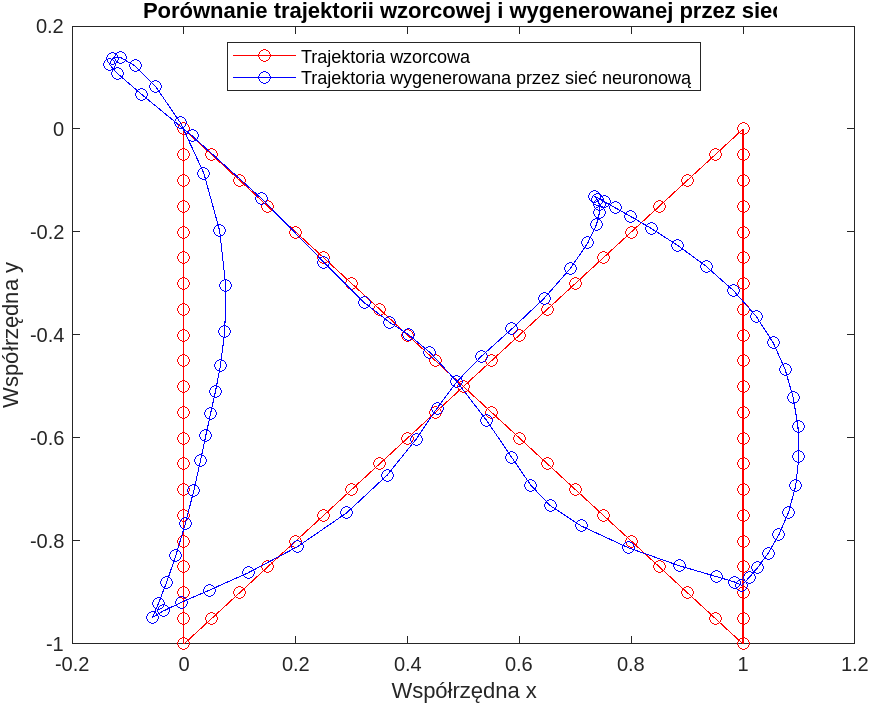 Porównanie trajektorii wzorcowej i wygenerowanej przez sieć
Trajektoria wzorcowa
Trajektoria wygenerowana przez sieć neuronową
0.2
0
-0.2
-0.4
-0.6
-0.8
-1
Współrzędna y
-0.2 0 0.2 0.4 0.6 0.8 1 1.2
Współrzędna x